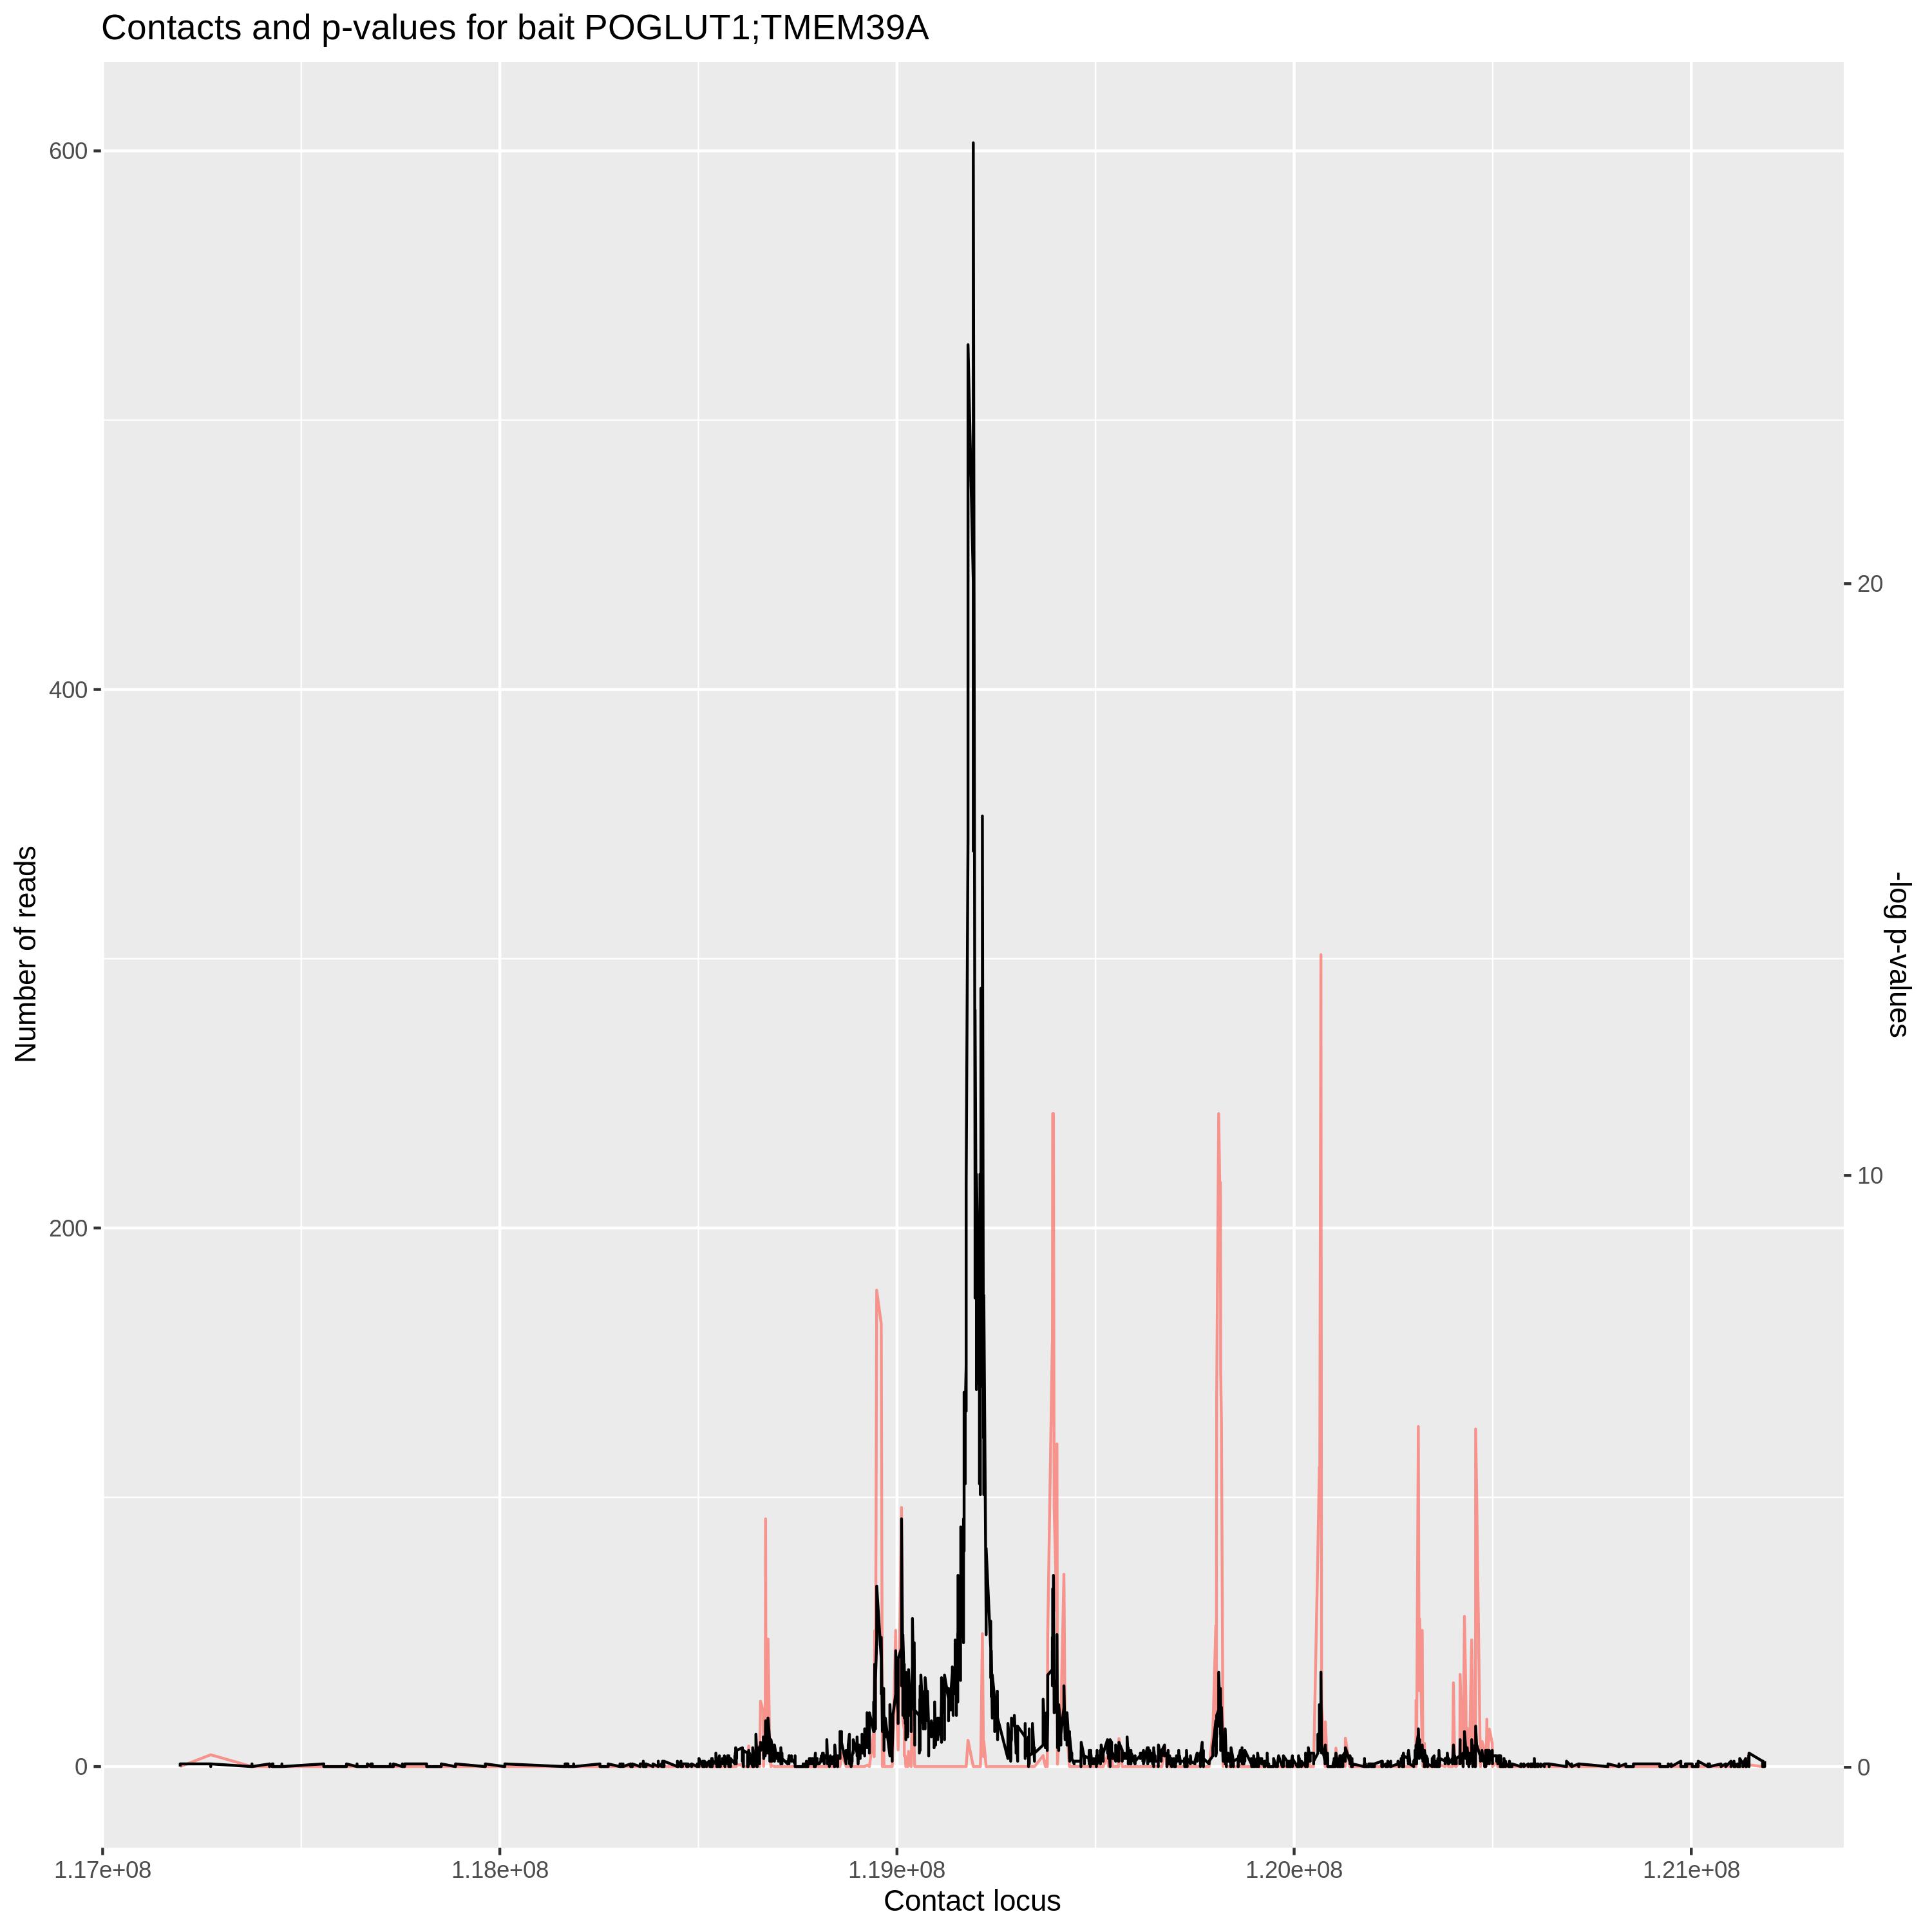 Contacts and p-values for bait POGLUT1;TMEM39A
600
400
200
0
Number of reads
20
10
0
-log p-values
1.17e+08
1.18e+08
1.19e+08
1.20e+08
1.21e+08
Contact locus